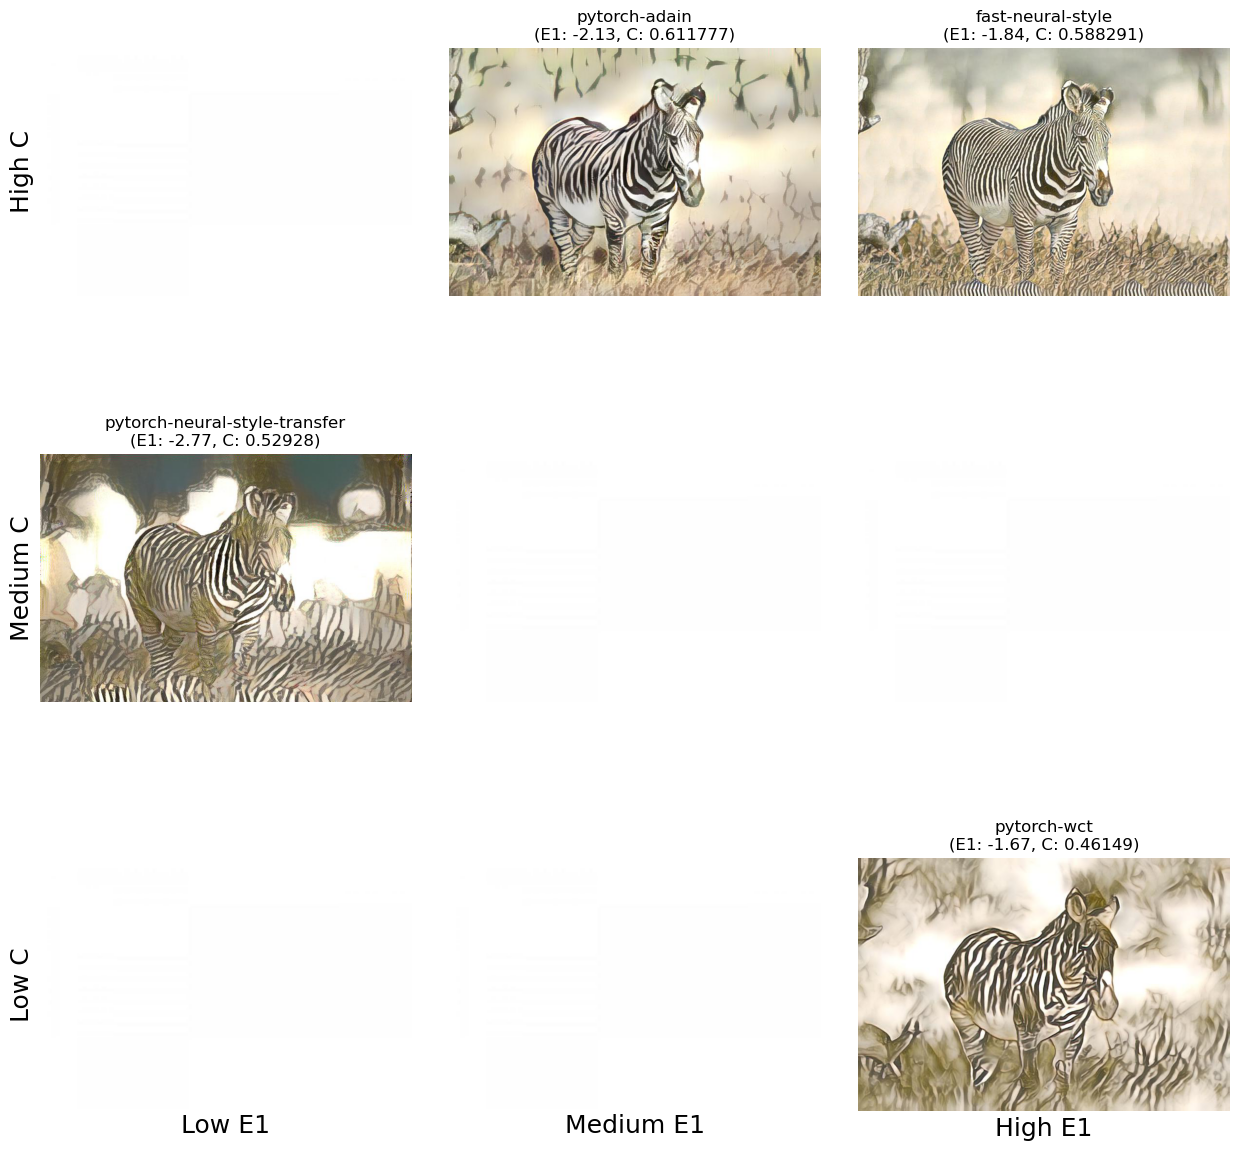 pytorch-adain
(E1: -2.13, C: 0.611777)
fast-neural-style
(E1: -1.84, C: 0.588291)
High C
pytorch-neural-style-transfer
(E1: -2.77, C: 0.52928)
Medium C
pytorch-wct
(E1: -1.67, C: 0.46149)
Low C
Low E1
Medium E1
High E1